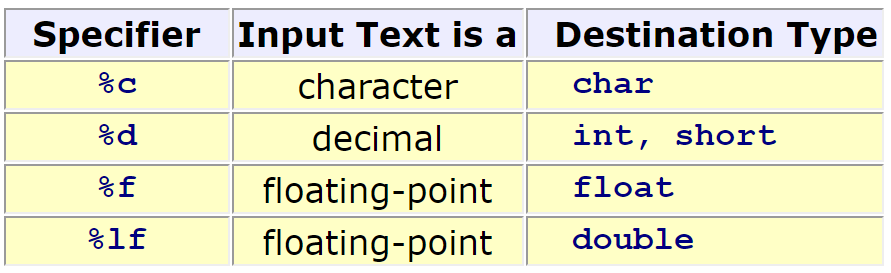 Specifier Input Text is a Destination Type
%c character char
%d decimal int, short
%f floating-point float
%lf floating-point double